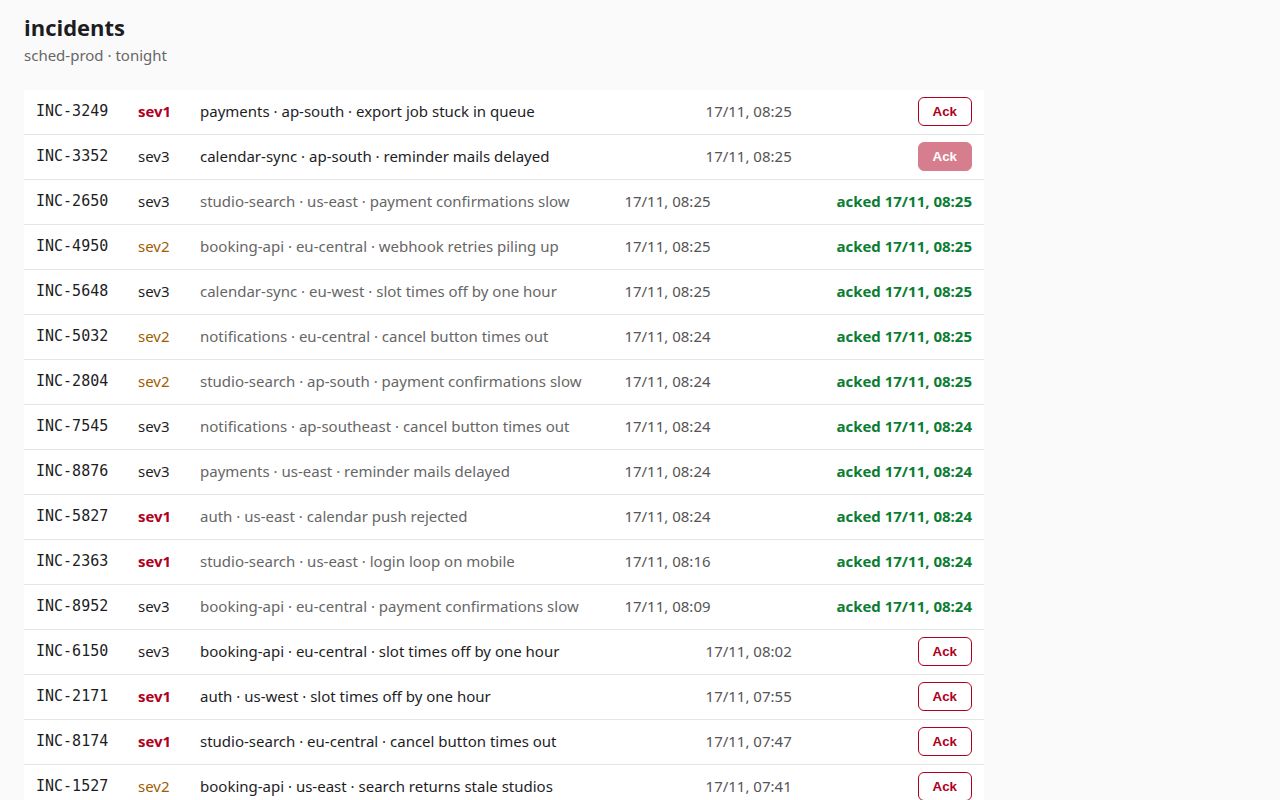 incidents
sched-prod · tonight
INC-3249 sev1 payments · ap-south · export job stuck in queue 17/11, 08:25 Ack
INC-3352 sev3 calendar-sync · ap-south · reminder mails delayed 17/11, 08:25 Ack
INC-2650 sev3 studio-search · us-east · payment confirmations slow 17/11, 08:25 acked 17/11, 08:25
INC-4950 sev2 booking-api · eu-central · webhook retries piling up 17/11, 08:25 acked 17/11, 08:25
INC-5648 sev3 calendar-sync · eu-west · slot times off by one hour 17/11, 08:25 acked 17/11, 08:25
INC-5032 sev2 notifications · eu-central · cancel button times out 17/11, 08:24 acked 17/11, 08:25
INC-2804 sev2 studio-search · ap-south · payment confirmations slow 17/11, 08:24 acked 17/11, 08:25
INC-7545 sev3 notifications · ap-southeast · cancel button times out 17/11, 08:24 acked 17/11, 08:24
INC-8876 sev3 payments · us-east · reminder mails delayed 17/11, 08:24 acked 17/11, 08:24
INC-5827 sev1 auth · us-east · calendar push rejected 17/11, 08:24 acked 17/11, 08:24
INC-2363 sev1 studio-search · us-east · login loop on mobile 17/11, 08:16 acked 17/11, 08:24
INC-8952 sev3 booking-api · eu-central · payment confirmations slow 17/11, 08:09 acked 17/11, 08:24
INC-6150 sev3 booking-api · eu-central · slot times off by one hour 17/11, 08:02 Ack
INC-2171 sev1 auth · us-west · slot times off by one hour 17/11, 07:55 Ack
INC-8174 sev1 studio-search · eu-central · cancel button times out 17/11, 07:47 Ack
INC-1527 sev2 booking-api · us-east · search returns stale studios 17/11, 07:41 Ack